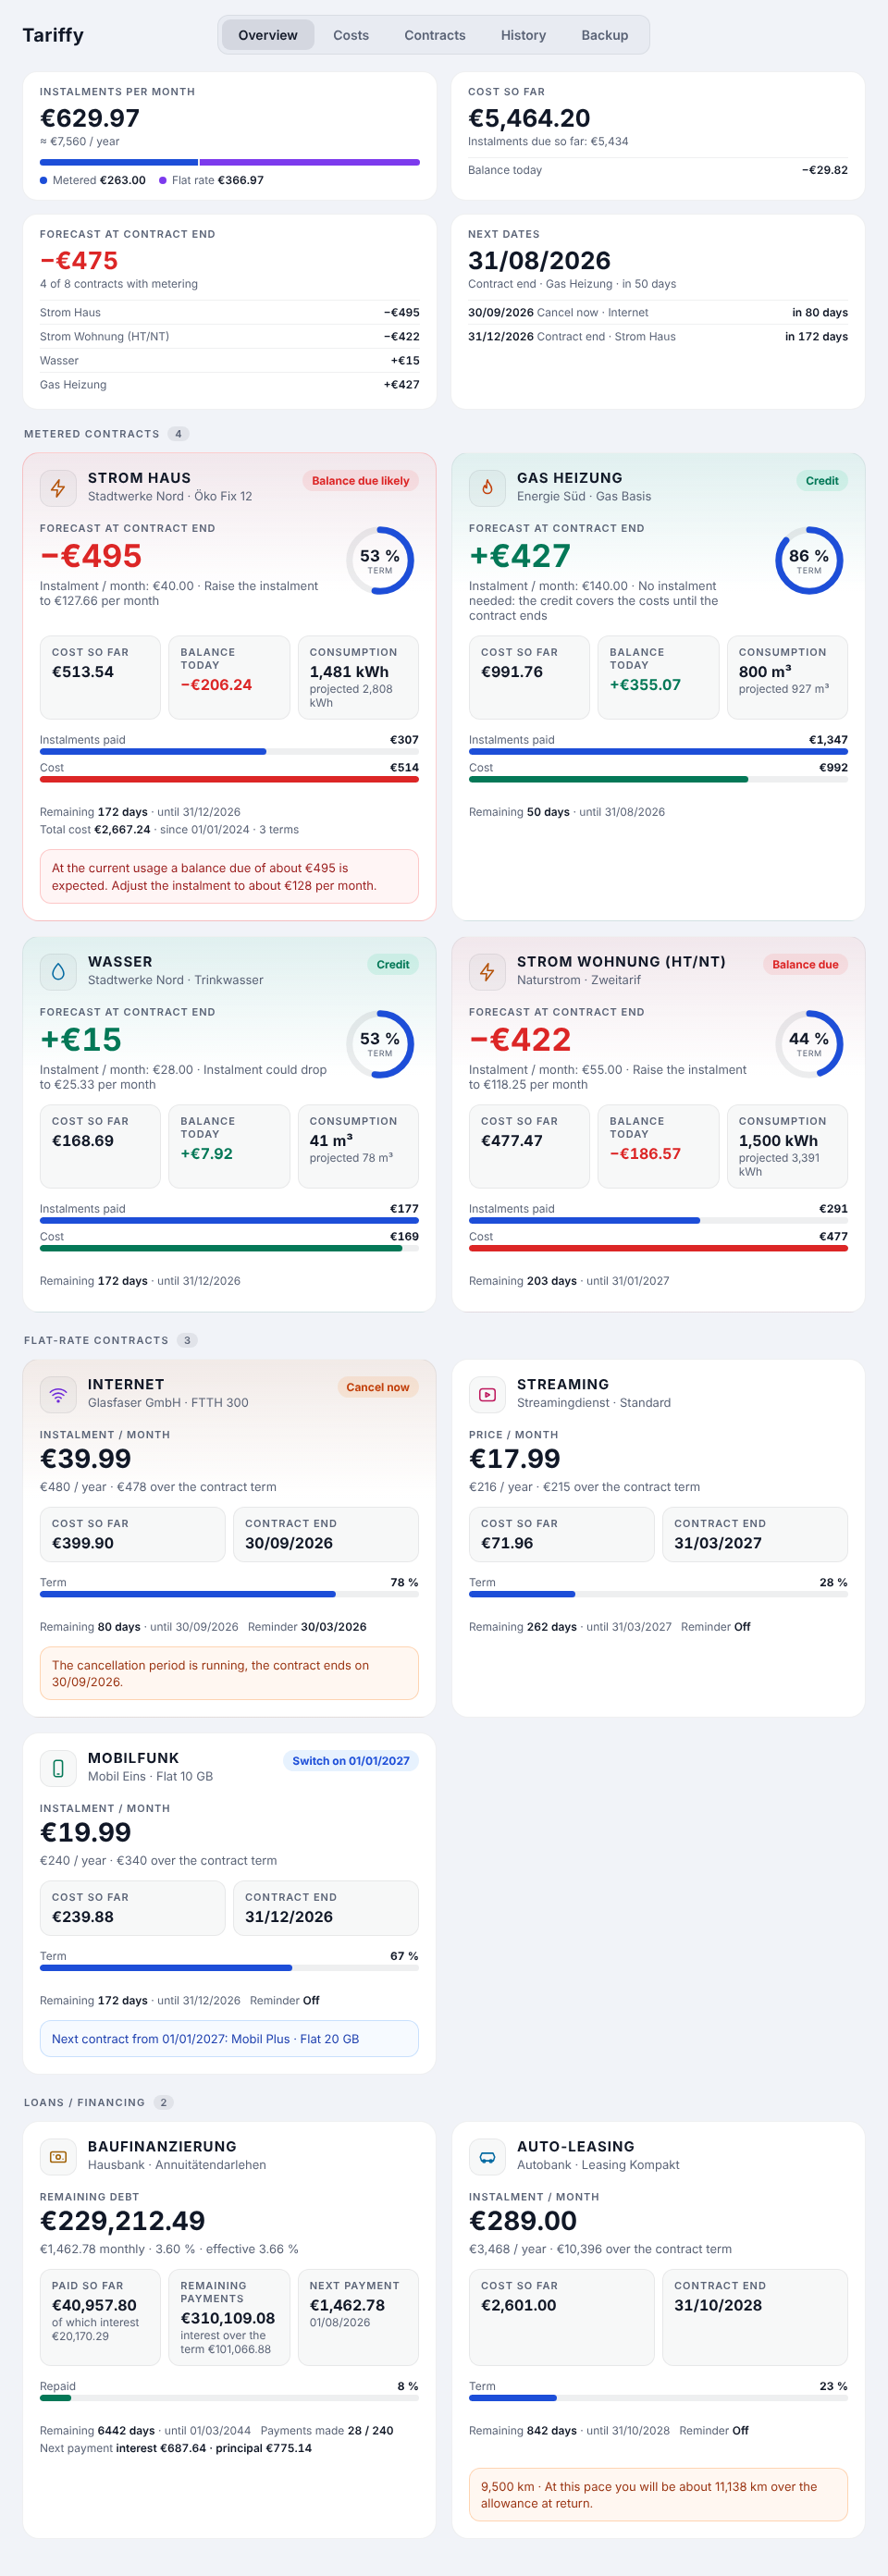 Tariffy
Overview
Costs
Contracts
History
Backup
INSTALMENTS PER MONTH
€629.97
≈ €7,560 / year
Metered €263.00 Flat rate €366.97
COST SO FAR
€5,464.20
Instalments due so far: €5,434
Balance today −€29.82
FORECAST AT CONTRACT END
−€475
4 of 8 contracts with metering
Strom Haus −€495
Strom Wohnung (HT/NT) −€422
Wasser +€15
Gas Heizung +€427
NEXT DATES
31/08/2026
Contract end · Gas Heizung · in 50 days
30/09/2026 Cancel now · Internet in 80 days
31/12/2026 Contract end · Strom Haus in 172 days
METERED CONTRACTS 4
STROM HAUS
Balance due likely
Stadtwerke Nord · Öko Fix 12
FORECAST AT CONTRACT END
−€495
53 %
TERM
Instalment / month: €40.00 · Raise the instalment
to €127.66 per month
COST SO FAR
€513.54
BALANCE
TODAY
−€206.24
CONSUMPTION
1,481 kWh
projected 2,808
kWh
Instalments paid €307
Cost €514
Remaining 172 days · until 31/12/2026
Total cost €2,667.24 · since 01/01/2024 · 3 terms
At the current usage a balance due of about €495 is
expected. Adjust the instalment to about €128 per month.
GAS HEIZUNG
Credit
Energie Süd · Gas Basis
FORECAST AT CONTRACT END
+€427
86 %
TERM
Instalment / month: €140.00 · No instalment
needed: the credit covers the costs until the
contract ends
COST SO FAR
€991.76
BALANCE
TODAY
+€355.07
CONSUMPTION
800 m³
projected 927 m³
Instalments paid €1,347
Cost €992
Remaining 50 days · until 31/08/2026
WASSER
Credit
Stadtwerke Nord · Trinkwasser
FORECAST AT CONTRACT END
+€15
53 %
TERM
Instalment / month: €28.00 · Instalment could drop
to €25.33 per month
COST SO FAR
€168.69
BALANCE
TODAY
+€7.92
CONSUMPTION
41 m³
projected 78 m³
Instalments paid €177
Cost €169
Remaining 172 days · until 31/12/2026
STROM WOHNUNG (HT/NT)
Balance due
Naturstrom · Zweitarif
FORECAST AT CONTRACT END
−€422
44 %
TERM
Instalment / month: €55.00 · Raise the instalment
to €118.25 per month
COST SO FAR
€477.47
BALANCE
TODAY
−€186.57
CONSUMPTION
1,500 kWh
projected 3,391
kWh
Instalments paid €291
Cost €477
Remaining 203 days · until 31/01/2027
FLAT-RATE CONTRACTS 3
INTERNET
Cancel now
Glasfaser GmbH · FTTH 300
INSTALMENT / MONTH
€39.99
€480 / year · €478 over the contract term
COST SO FAR
€399.90
CONTRACT END
30/09/2026
Term 78 %
Remaining 80 days · until 30/09/2026 Reminder 30/03/2026
The cancellation period is running, the contract ends on
30/09/2026.
STREAMING
Streamingdienst · Standard
PRICE / MONTH
€17.99
€216 / year · €215 over the contract term
COST SO FAR
€71.96
CONTRACT END
31/03/2027
Term 28 %
Remaining 262 days · until 31/03/2027 Reminder Off
MOBILFUNK
Switch on 01/01/2027
Mobil Eins · Flat 10 GB
INSTALMENT / MONTH
€19.99
€240 / year · €340 over the contract term
COST SO FAR
€239.88
CONTRACT END
31/12/2026
Term 67 %
Remaining 172 days · until 31/12/2026 Reminder Off
Next contract from 01/01/2027: Mobil Plus · Flat 20 GB
LOANS / FINANCING 2
BAUFINANZIERUNG
Hausbank · Annuitätendarlehen
REMAINING DEBT
€229,212.49
€1,462.78 monthly · 3.60 % · effective 3.66 %
PAID SO FAR
€40,957.80
of which interest
€20,170.29
REMAINING
PAYMENTS
€310,109.08
interest over the
term €101,066.88
NEXT PAYMENT
€1,462.78
01/08/2026
Repaid 8 %
Remaining 6442 days · until 01/03/2044 Payments made 28 / 240
Next payment interest €687.64 · principal €775.14
AUTO-LEASING
Autobank · Leasing Kompakt
INSTALMENT / MONTH
€289.00
€3,468 / year · €10,396 over the contract term
COST SO FAR
€2,601.00
CONTRACT END
31/10/2028
Term 23 %
Remaining 842 days · until 31/10/2028 Reminder Off
9,500 km · At this pace you will be about 11,138 km over the
allowance at return.